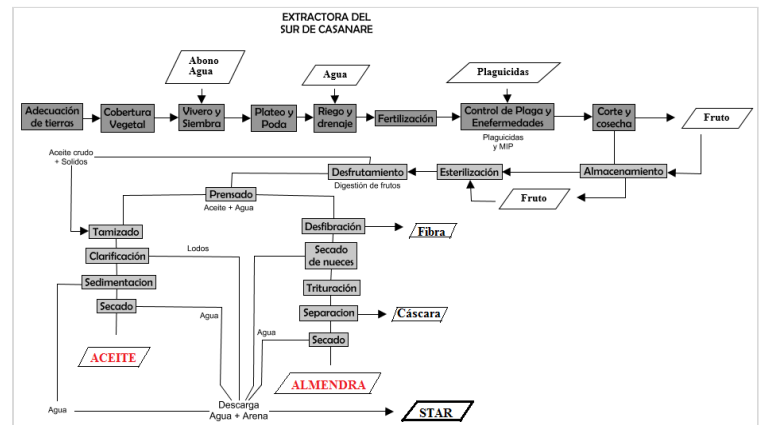 EXTRACTORA DEL
SUR DE CASANARE
Abono
Agua
Agua
Plaguicidas
Adecuación
de tierras
Cobertura
Vegetal
Vivero y
Siembra
Plateo y
Poda
Riego y
drenaje
Fertilización
Control de Plaga y
Enefermedades
Corte y
cosecha
Fruto
Plaguicidas
y MIP
Aceite crudo
+ Solidos
Desfrutamiento
Esterilización
Almacenamiento
Digestión de frutos
Fruto
Premsado
Aceite + Agua
Tamizado
Desfibración
Fibra
Clarificación
Lodos
Secado
de nueces
Sedimentacion
Trituración
Secado
Agua
Separacion
Cáscara
Agua
Secado
ACEITE
ALMENDRA
Agua
Descarga
Agua + Arena
STAR